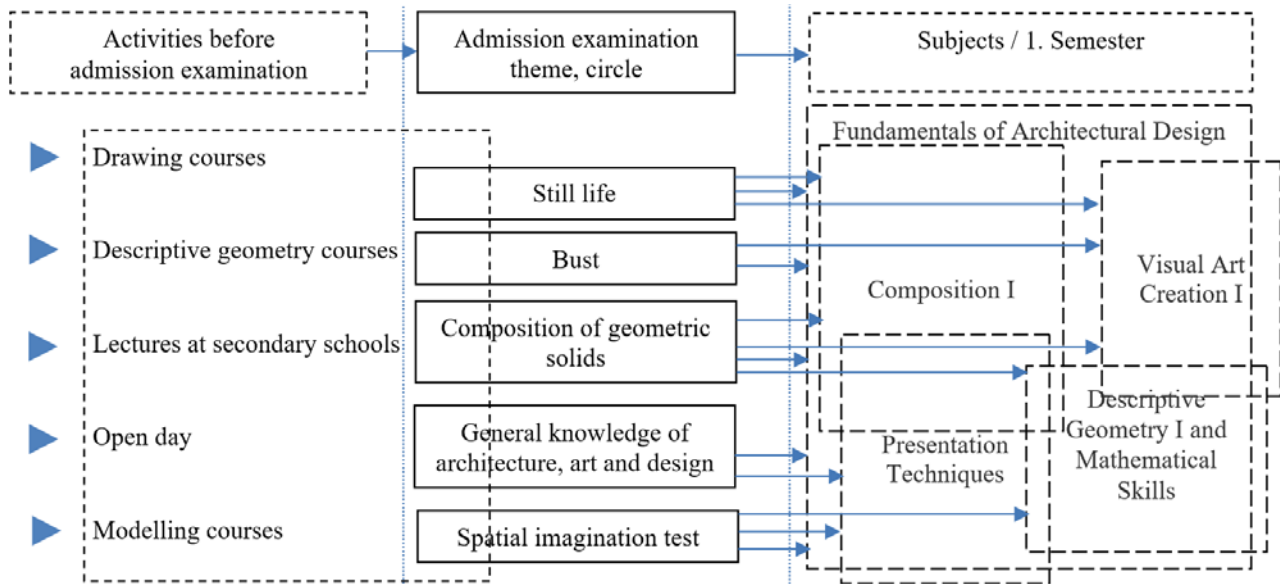 Activities before
admission examination
Admission examination
theme, circle
Subjects / 1. Semester
Drawing courses
Descriptive geometry courses
Lectures at secondary schools
Open day
Modelling courses
Still life
Bust
Composition of geometric
solids
General knowledge of
architecture, art and design
Spatial imagination test
Fundamentals of Architectural Design
Composition I
Visual Art
Creation I
Presentation
Techniques
Descriptive
Geometry I and
Mathematical
Skills